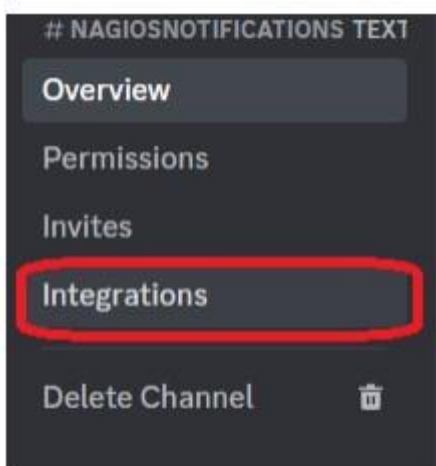 # NAGIOSNOTIFICATIONS TEXT
Overview
Permissions
Invites
Integrations
Delete Channel